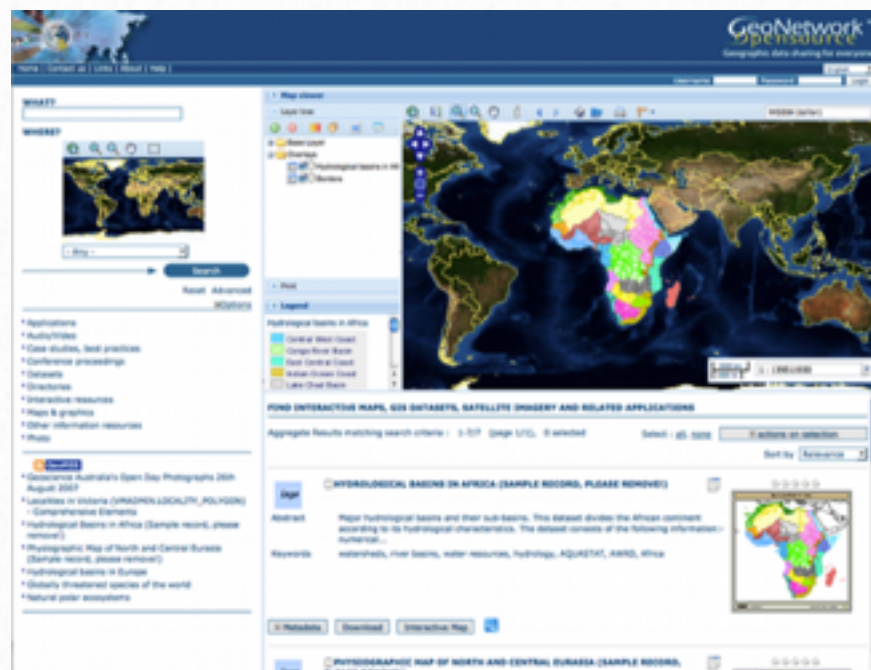 GeoNetwork
opensource
Geographic data sharing for everyone
Home | Contact us | Links | About | Help |
English
Username Password Login
WHAT?
WHERE?
- Any -
Search
Reset Advanced
Options
Applications
Audio/Video
Case studies, best practices
Conference proceedings
Datasets
Directories
Interactive resources
Maps & graphics
Other information resources
Photo
GeoRSS
Geoscience Australia's Open Day Photographs 26th
August 2007
Localities in Victoria (VMADMIN.LOCALITY_POLYGON)
- Comprehensive Elements
Hydrological Basins in Africa (Sample record, please
remove!)
Physiographic Map of North and Central Eurasia
(Sample record, please remove!)
Hydrological basins in Europe
Globally threatened species of the world
Natural polar ecosystems
Map viewer
Layer tree
Base Layer
Overlays
Hydrological basins in Af
Borders
Print
Legend
Hydrological basins in Africa
Central West Coast
Congo River Basin
East Central Coast
Indian Ocean Coast
Lake Chad Basin
FIND INTERACTIVE MAPS, GIS DATASETS, SATELLITE IMAGERY AND RELATED APPLICATIONS
Aggregate Results matching search criteria : 1-7/7 (page 1/1), 0 selected
Select : all, none
actions on selection
Sort by Relevance
HYDROLOGICAL BASINS IN AFRICA (SAMPLE RECORD, PLEASE REMOVE!)
Abstract Major hydrological basins and their sub-basins. This dataset divides the African continent
according to its hydrological characteristics. The dataset consists of the following information:-
numerical...
Keywords watersheds, river basins, water resources, hydrology, AQUASTAT, AWRD, Africa
Metadata Download Interactive Map
PHYSIOGRAPHIC MAP OF NORTH AND CENTRAL EURASIA (SAMPLE RECORD,